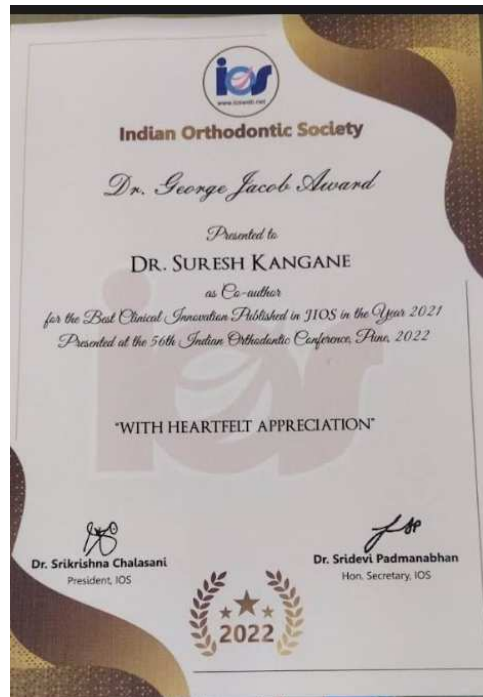 ios
www.iosweb.net
Indian Orthodontic Society
Dr. George Jacob Award
Presented to
DR. SURESH KANGANE
as Co-author
for the Best Clinical Innovation Published in JIOS in the Year 2021
Presented at the 56th Indian Orthodontic Conference, Pune, 2022
ios
"WITH HEARTFELT APPRECIATION"
Dr. Srikrishna Chalasani
President, IOS
Dr. Sridevi Padmanabhan
Hon. Secretary, IOS
2022